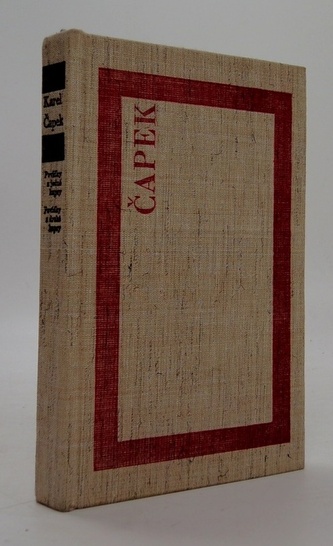 Karel
Čapek
Povídky
z jedné
kapsy
Povídky
z druhé
kapsy
ČAPEK